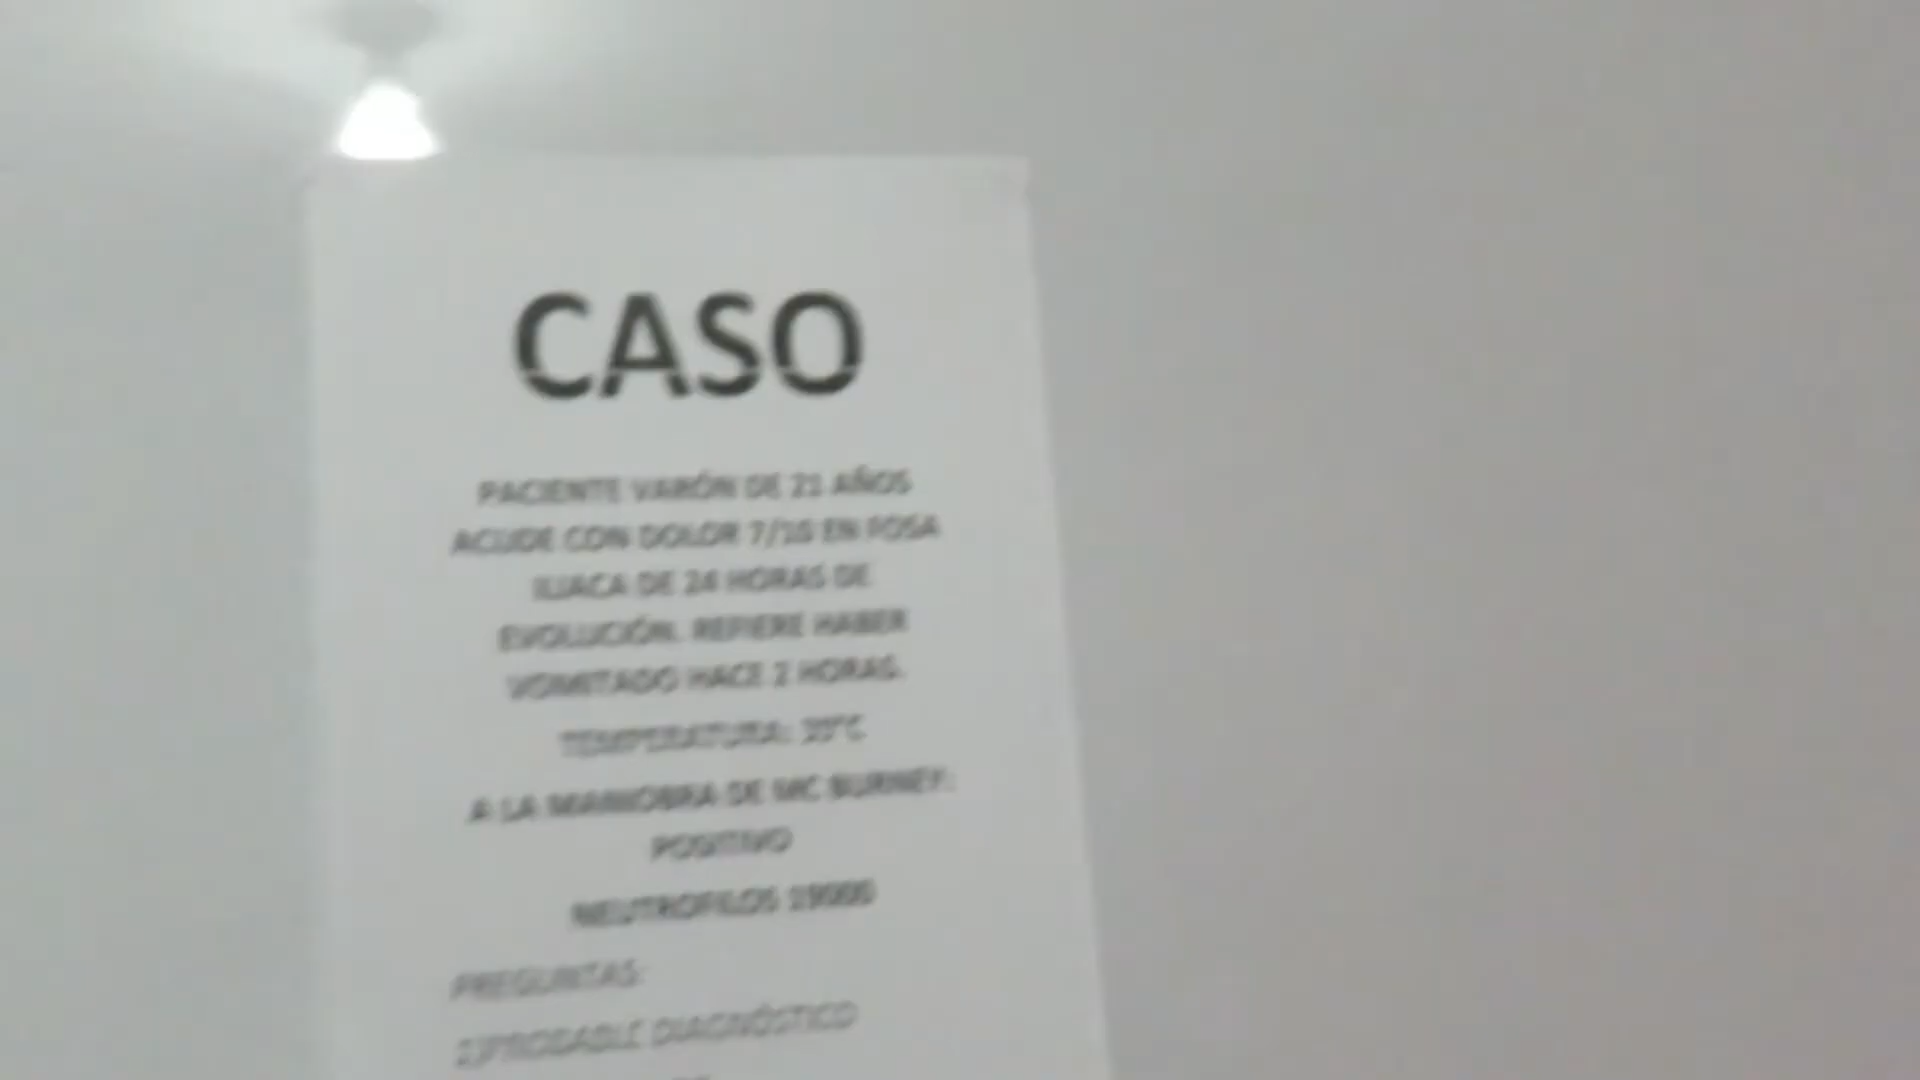 CASO
PACIENTE VARÓN DE 21 AÑOS
ACUDE CON DOLOR 7/10 EN FOSA
ILIACA DE 24 HORAS DE
EVOLUCIÓN. REFIERE HABER
VOMITADO HACE 2 HORAS.
TEMPERATURA:
A LA MANIOBRA DE MC BURNEY:
POSITIVO
NEUTROFILOS
PREGUNTAS:
1)PROBABLE DIAGNÓSTICO